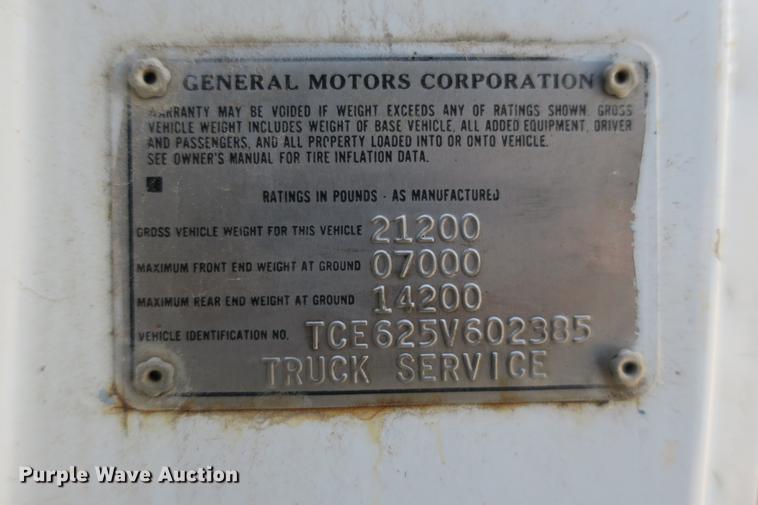 GENERAL MOTORS CORPORATION
WARRANTY MAY BE VOIDED IF WEIGHT EXCEEDS ANY OF RATINGS SHOWN. GROSS
VEHICLE WEIGHT INCLUDES WEIGHT OF BASE VEHICLE, ALL ADDED EQUIPMENT, DRIVER
AND PASSENGERS, AND ALL PROPERTY LOADED INTO OR ONTO VEHICLE.
SEE OWNER'S MANUAL FOR TIRE INFLATION DATA.
RATINGS IN POUNDS - AS MANUFACTURED
GROSS VEHICLE WEIGHT FOR THIS VEHICLE 21200
MAXIMUM FRONT END WEIGHT AT GROUND 07000
MAXIMUM REAR END WEIGHT AT GROUND 14200
VEHICLE IDENTIFICATION NO. TCE625V602385
TRUCK SERVICE
Purple Wave Auction